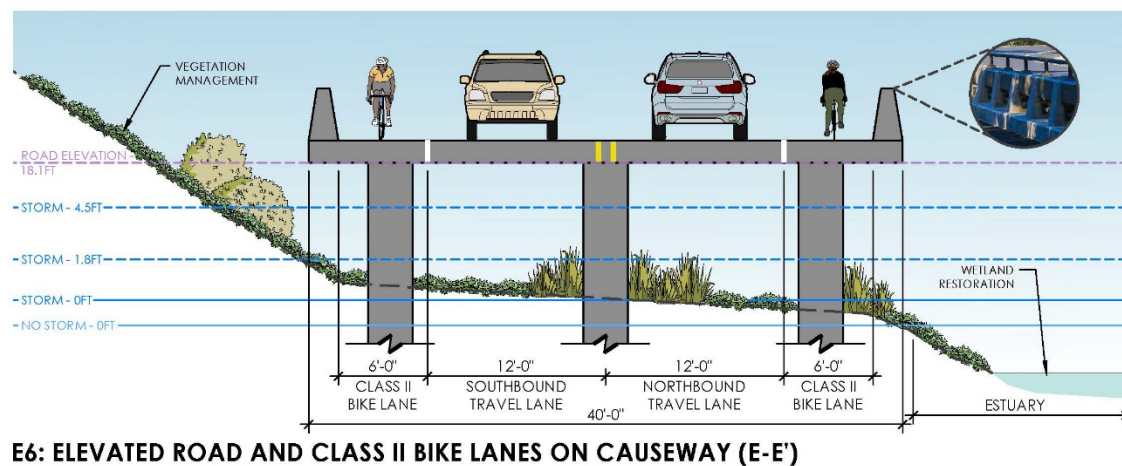 VEGETATION
MANAGEMENT
ROAD ELEVATION -
18.1FT
STORM - 4.5FT
STORM - 1.8FT
WETLAND
RESTORATION
STORM - 0FT
NO STORM - 0FT
6'-0"
12'-0"
12'-0"
6'-0"
CLASS II
BIKE LANE
SOUTHBOUND
TRAVEL LANE
NORTHBOUND
TRAVEL LANE
CLASS II
BIKE LANE
ESTUARY
40'-0"
E6: ELEVATED ROAD AND CLASS II BIKE LANES ON CAUSEWAY (E-E')